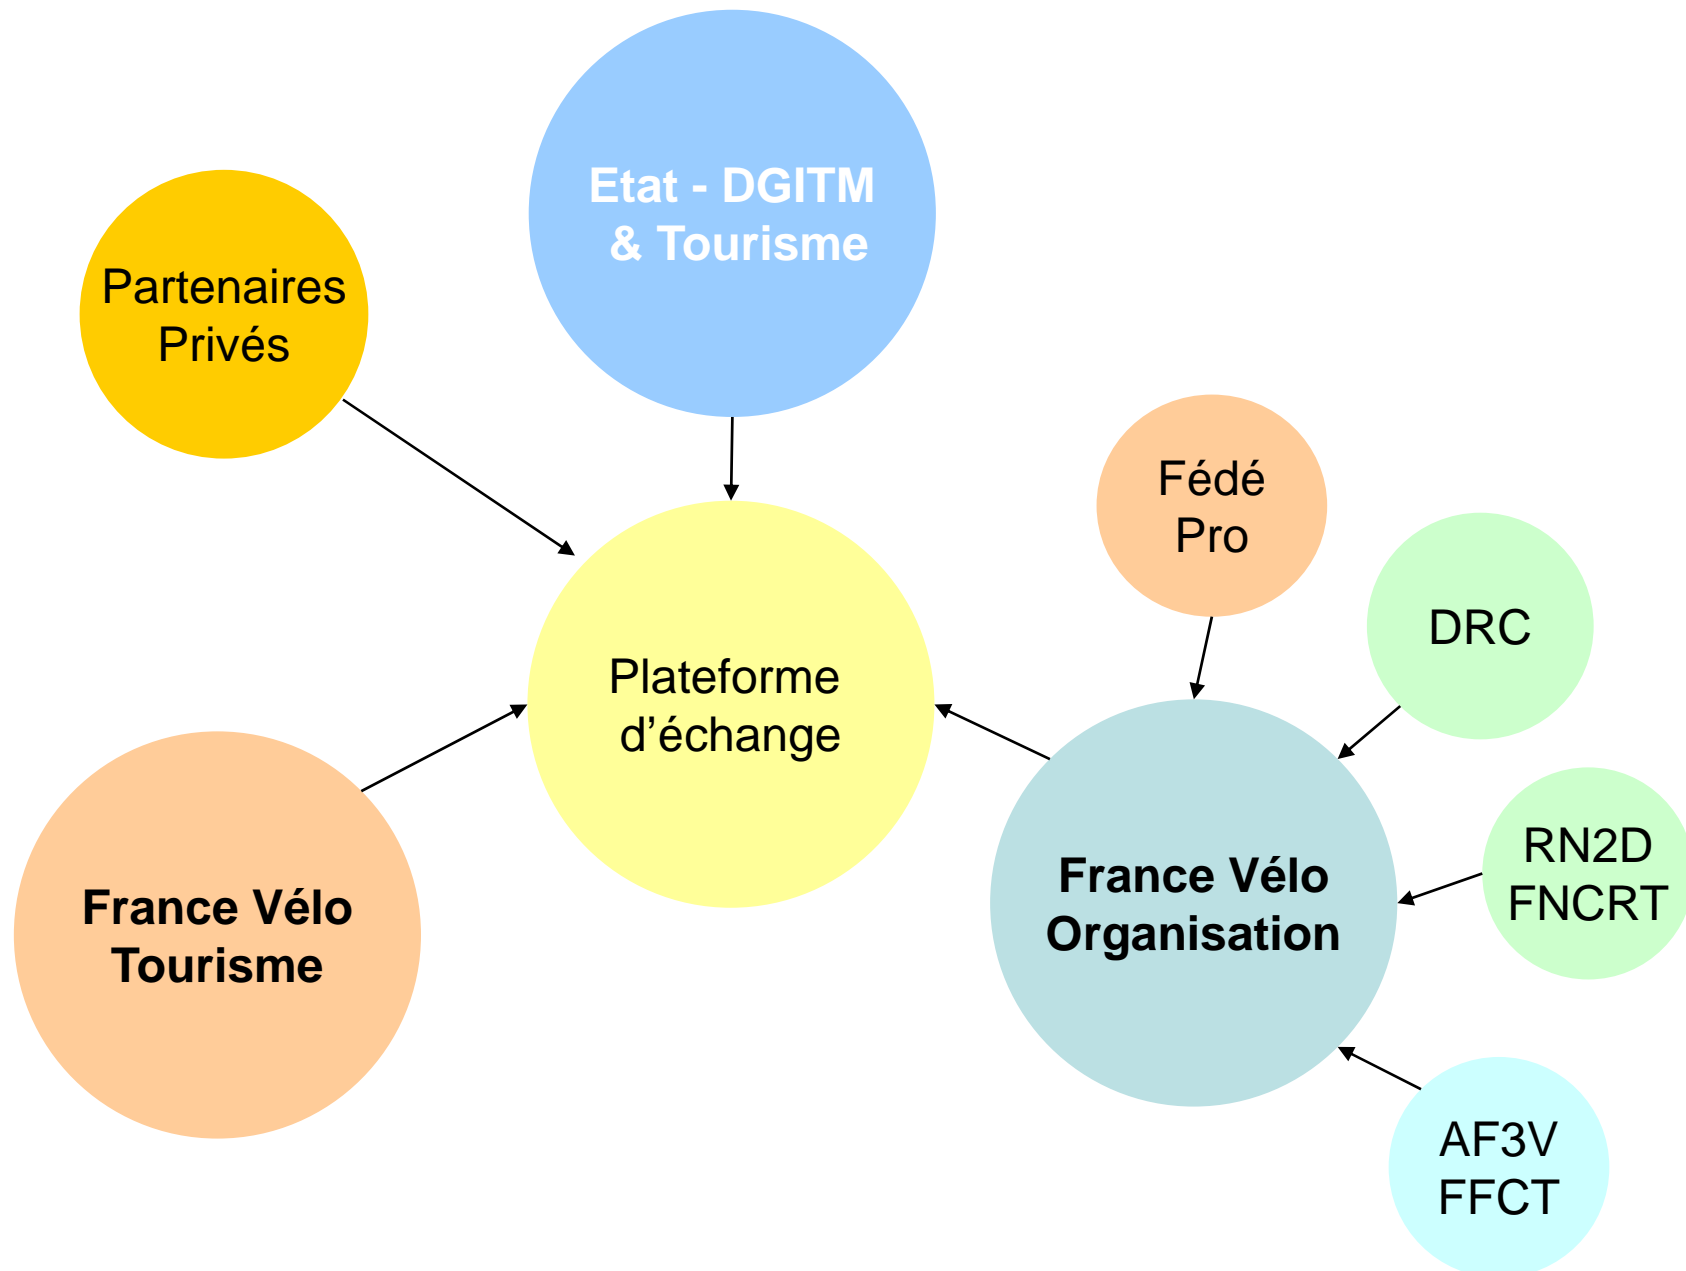 Etat - DGITM
& Tourisme
Partenaires
Privés
Fédé
Pro
DRC
Plateforme
d’échange
RN2D
FNCRT
France Vélo
Organisation
France Vélo
Tourisme
AF3V
FFCT